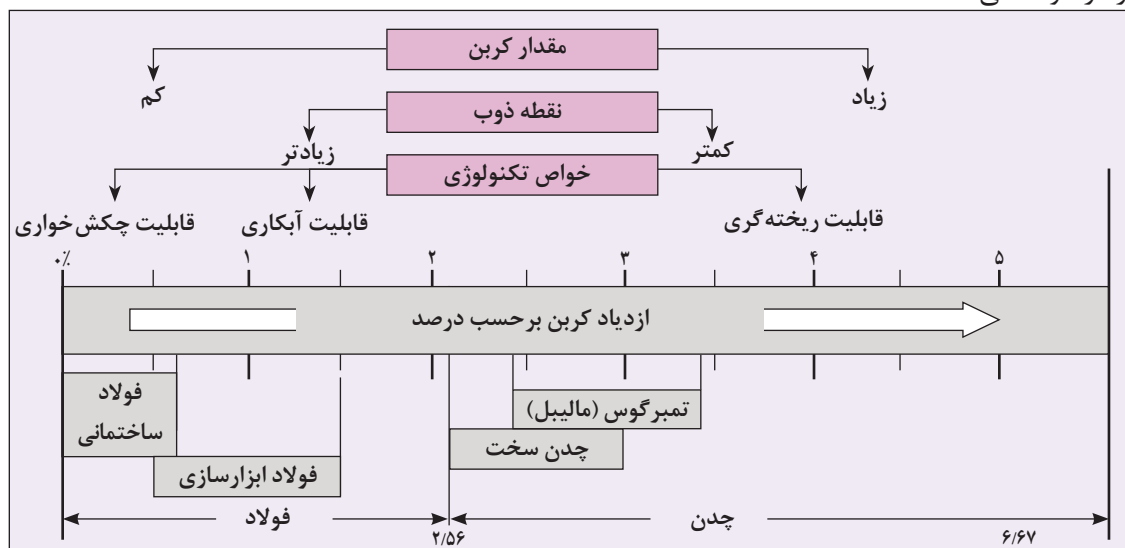 مقدار کربن
زیاد
کم
نقطه ذوب
کمتر
زیادتر
خواص تکنولوژی
قابلیت ریخته‌گری
قابلیت آبکاری
قابلیت چکش‌خواری
۰٪ ۱ ۲ ۳ ۴ ۵
ازدیاد کربن برحسب درصد
فولاد
ساختمانی
تمبرگوس (مالیبل)
چدن سخت
فولاد ابزارسازی
فولاد
چدن
۲/۵۶
۶/۶۷